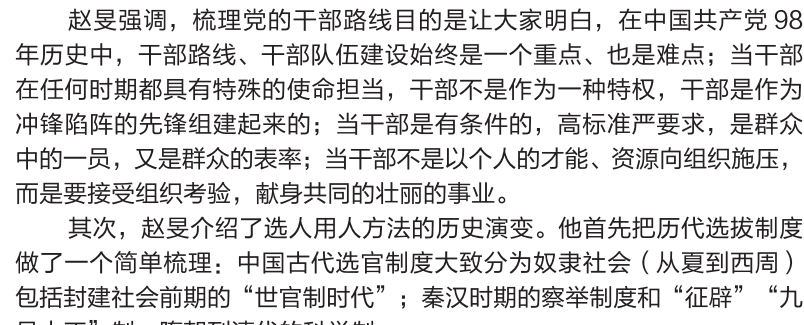 赵旻强调，梳理党的干部路线目的是让大家明白，在中国共产党 98
年历史中，干部路线、干部队伍建设始终是一个重点、也是难点；当干部
在任何时期都具有特殊的使命担当，干部不是作为一种特权，干部是作为
冲锋陷阵的先锋组建起来的；当干部是有条件的，高标准严要求，是群众
中的一员，又是群众的表率；当干部不是以个人的才能、资源向组织施压，
而是要接受组织考验，献身共同的壮丽的事业。
其次，赵旻介绍了选人用人方法的历史演变。他首先把历代选拔制度
做了一个简单梳理：中国古代选官制度大致分为奴隶社会（从夏到西周）
包括封建社会前期的“世官制时代”；秦汉时期的察举制度和“征辟”“九